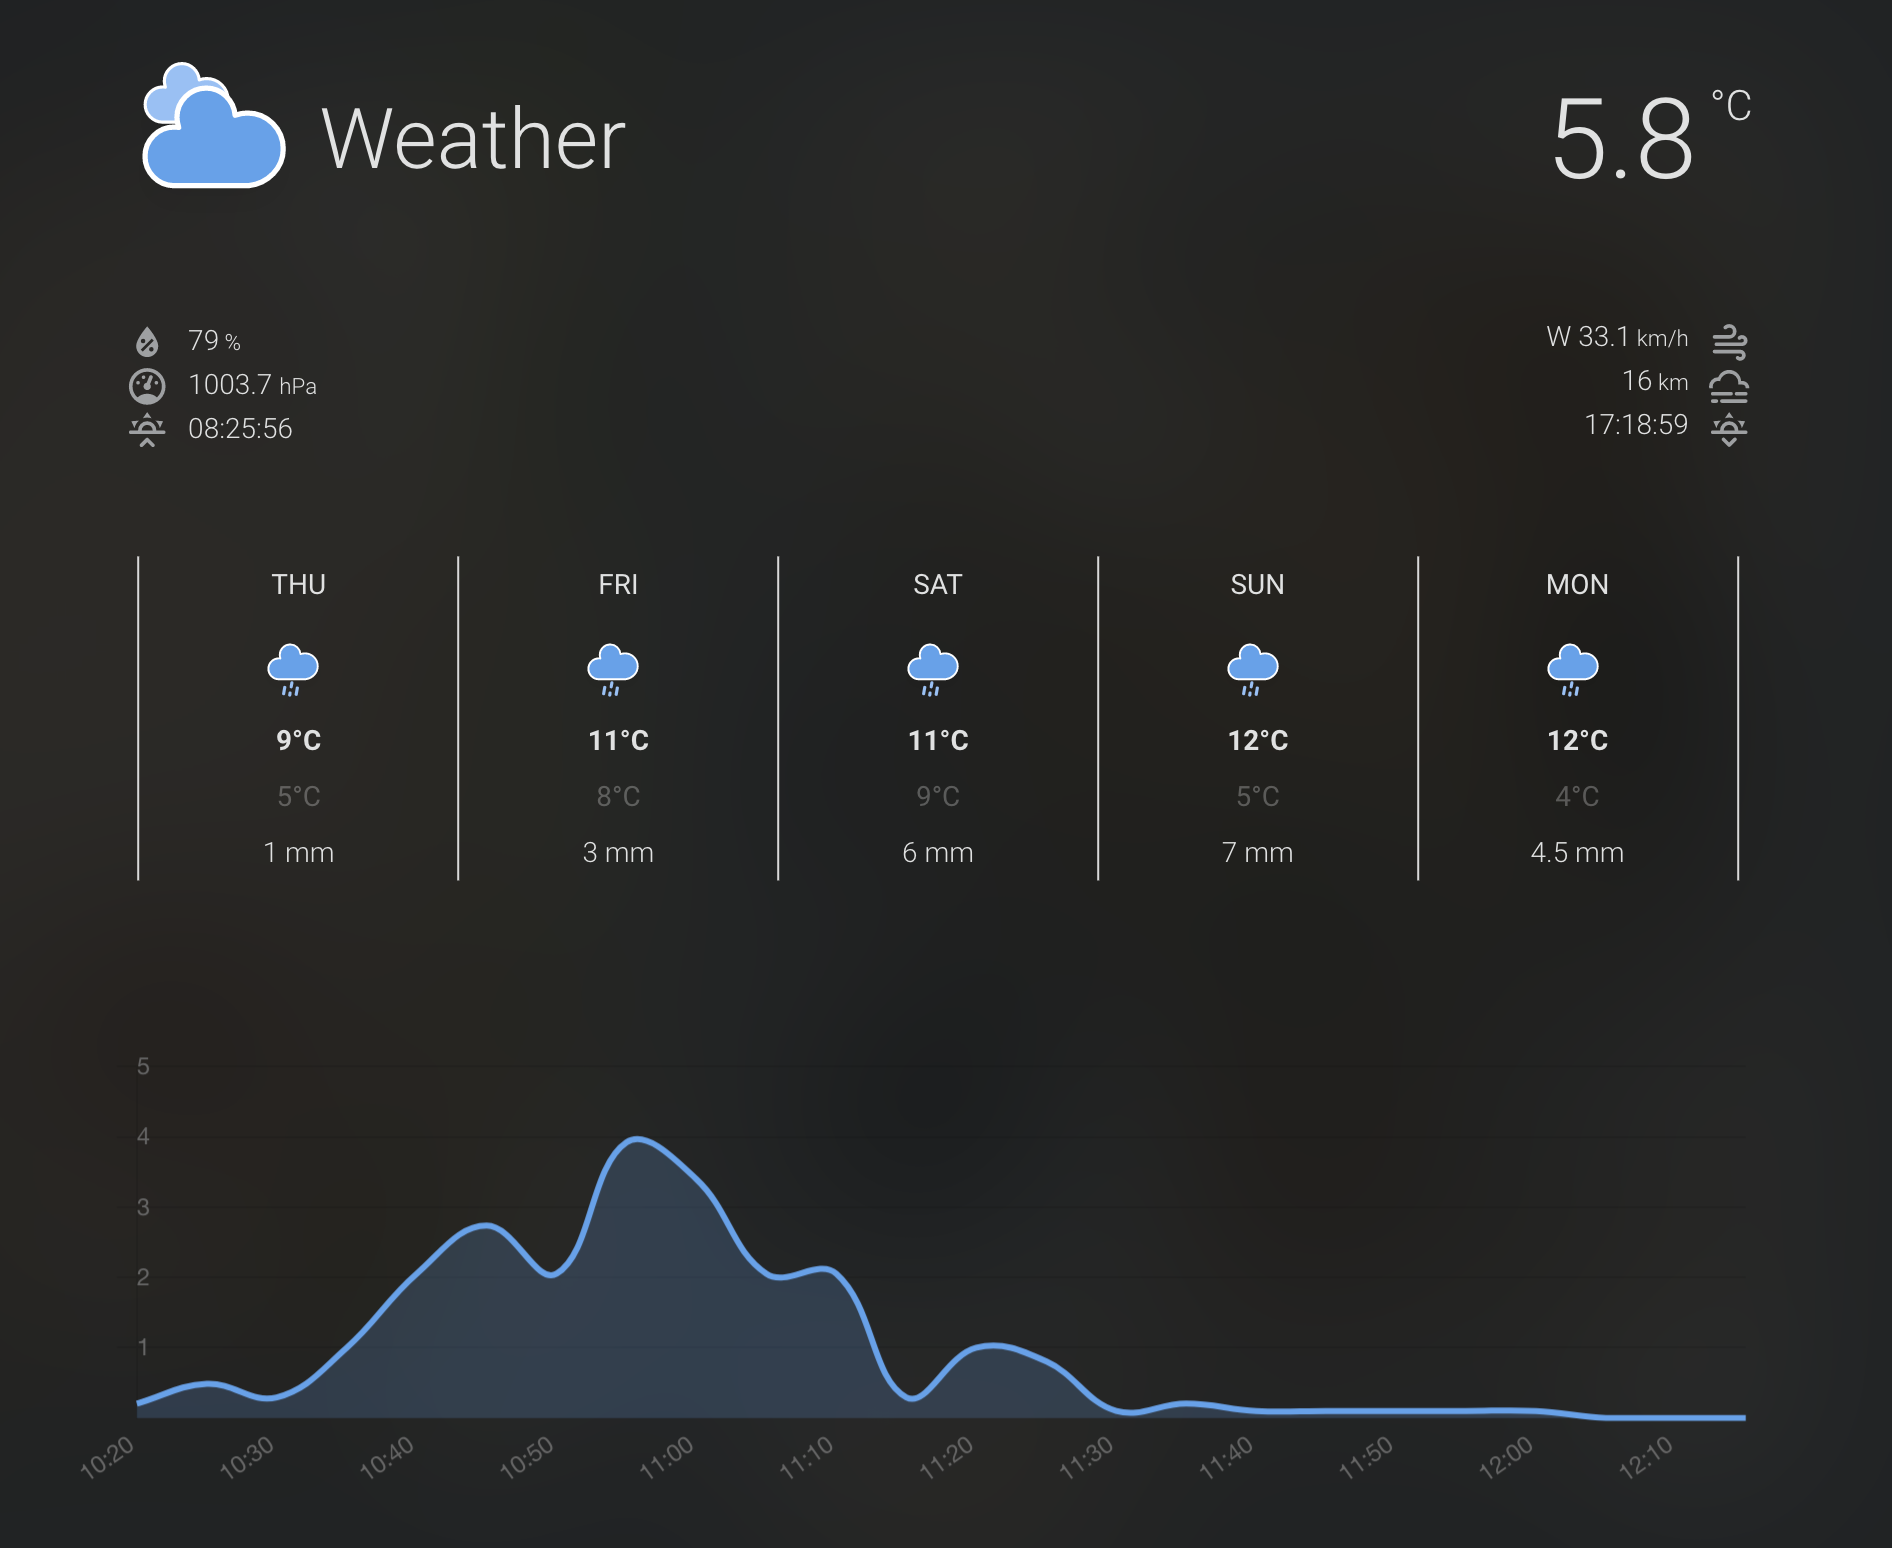 Weather
5.8 °C
79 %
1003.7 hPa
08:25:56
W 33.1 km/h
16 km
17:18:59
THU
9°C
5°C
1 mm
FRI
11°C
8°C
3 mm
SAT
11°C
9°C
6 mm
SUN
12°C
5°C
7 mm
MON
12°C
4°C
4.5 mm
5
4
3
2
1
10:20
10:30
10:40
10:50
11:00
11:10
11:20
11:30
11:40
11:50
12:00
12:10